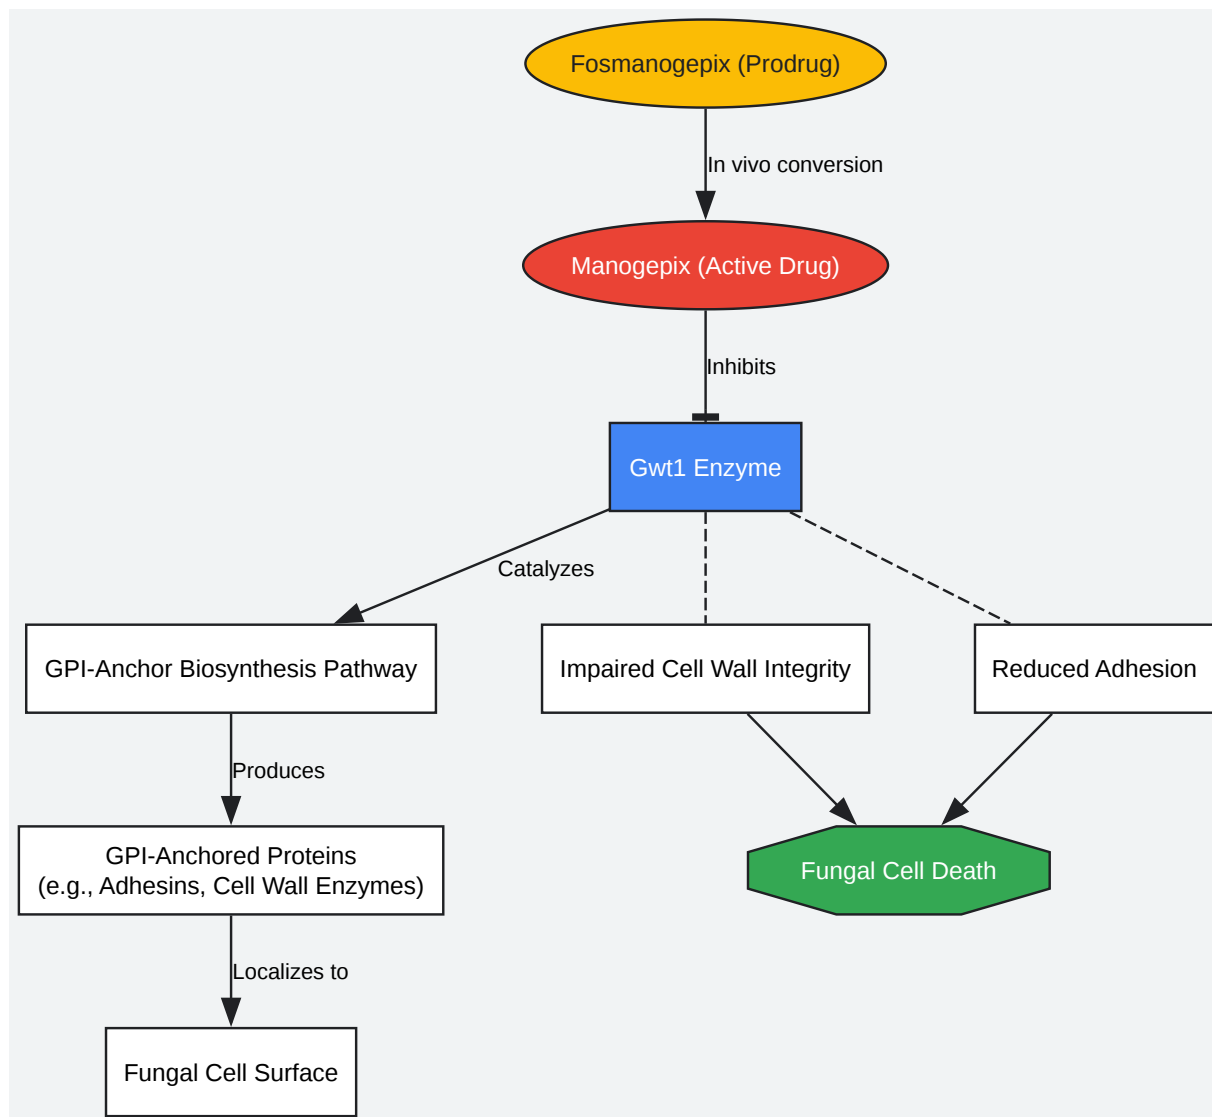 Fosmanogepix (Prodrug)
In vivo conversion
Manogepix (Active Drug)
Inhibits
Gwt1 Enzyme
Catalyzes
GPI-Anchor Biosynthesis Pathway
Impaired Cell Wall Integrity
Reduced Adhesion
Produces
GPI-Anchored Proteins
(e.g., Adhesins, Cell Wall Enzymes)
Fungal Cell Death
Localizes to
Fungal Cell Surface